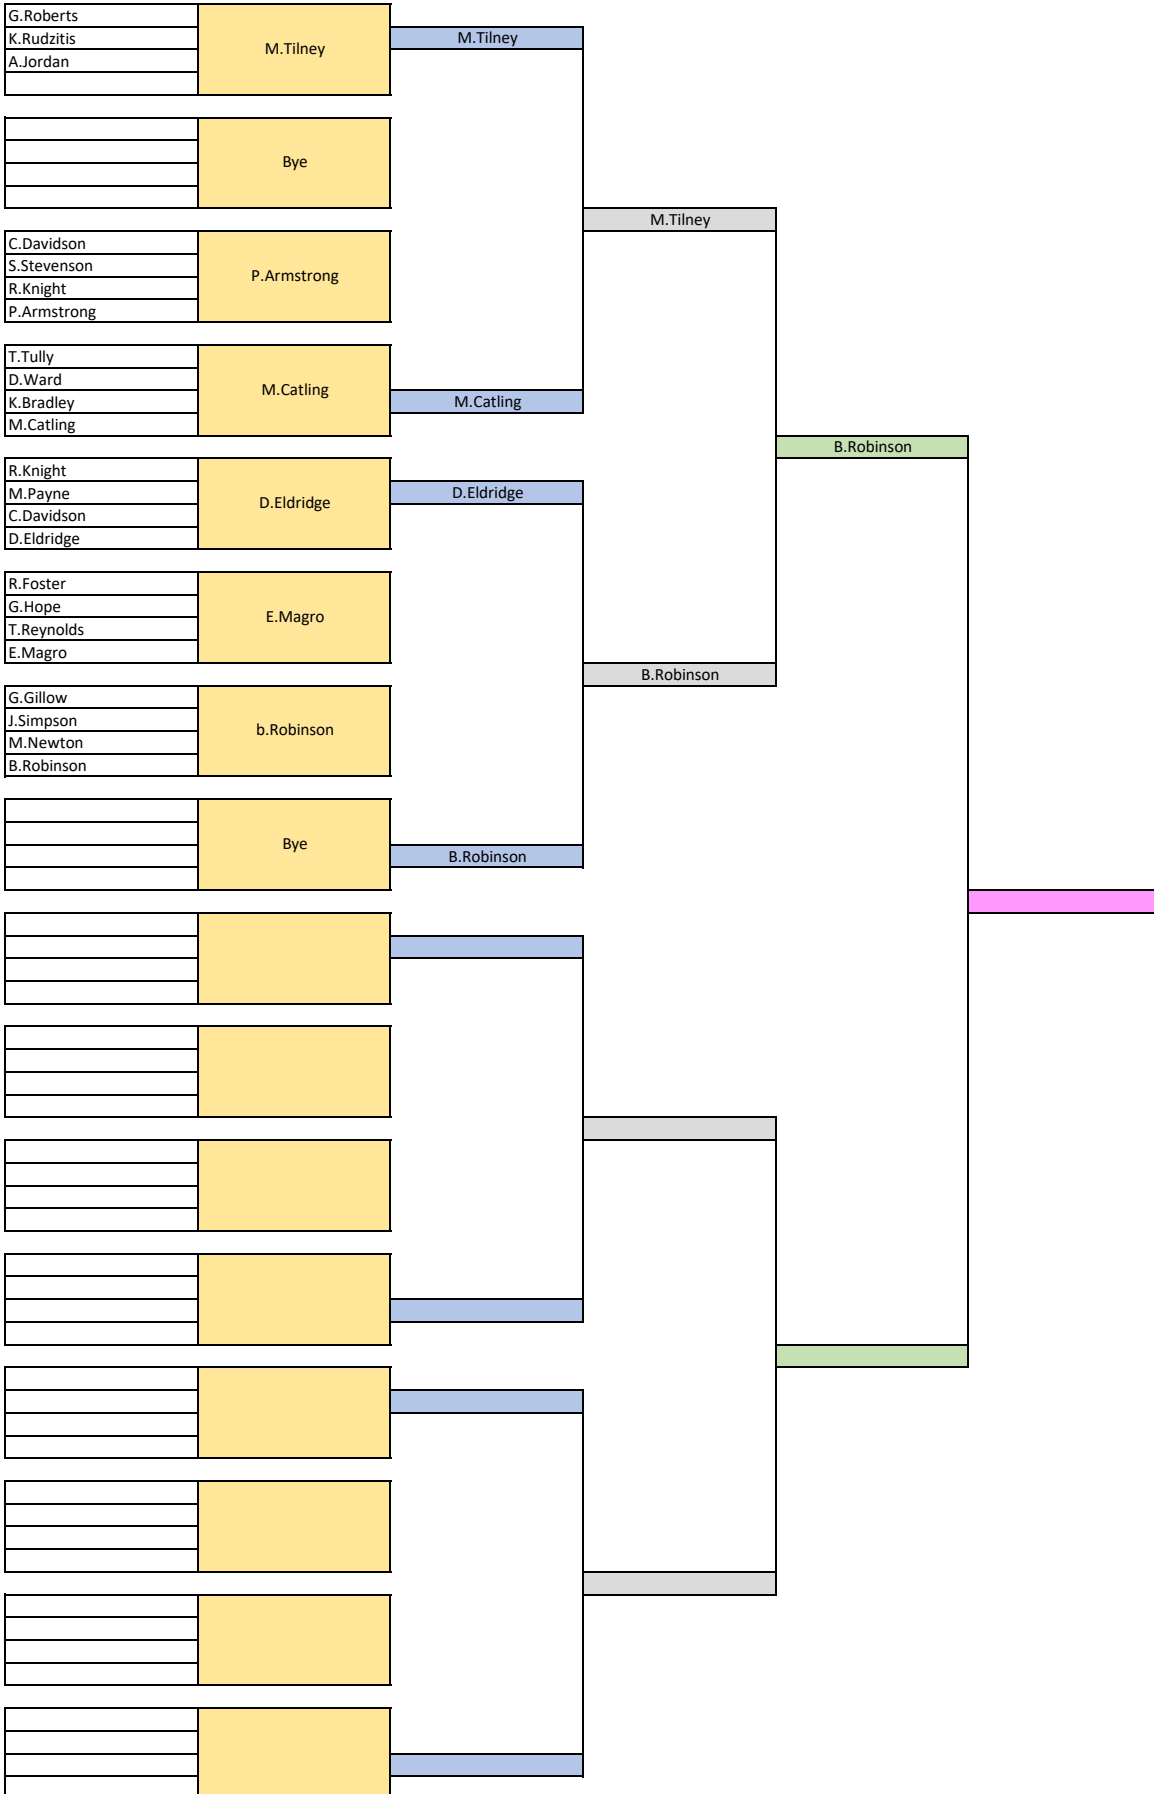 G.Roberts
K.Rudzitis
A.Jordan
M.Tilney
M.Tilney
Bye
M.Tilney
C.Davidson
S.Stevenson
R.Knight
P.Armstrong
P.Armstrong
T.Tully
D.Ward
K.Bradley
M.Catling
M.Catling
M.Catling
B.Robinson
R.Knight
M.Payne
C.Davidson
D.Eldridge
D.Eldridge
D.Eldridge
R.Foster
G.Hope
T.Reynolds
E.Magro
E.Magro
B.Robinson
G.Gillow
J.Simpson
M.Newton
B.Robinson
b.Robinson
Bye
B.Robinson